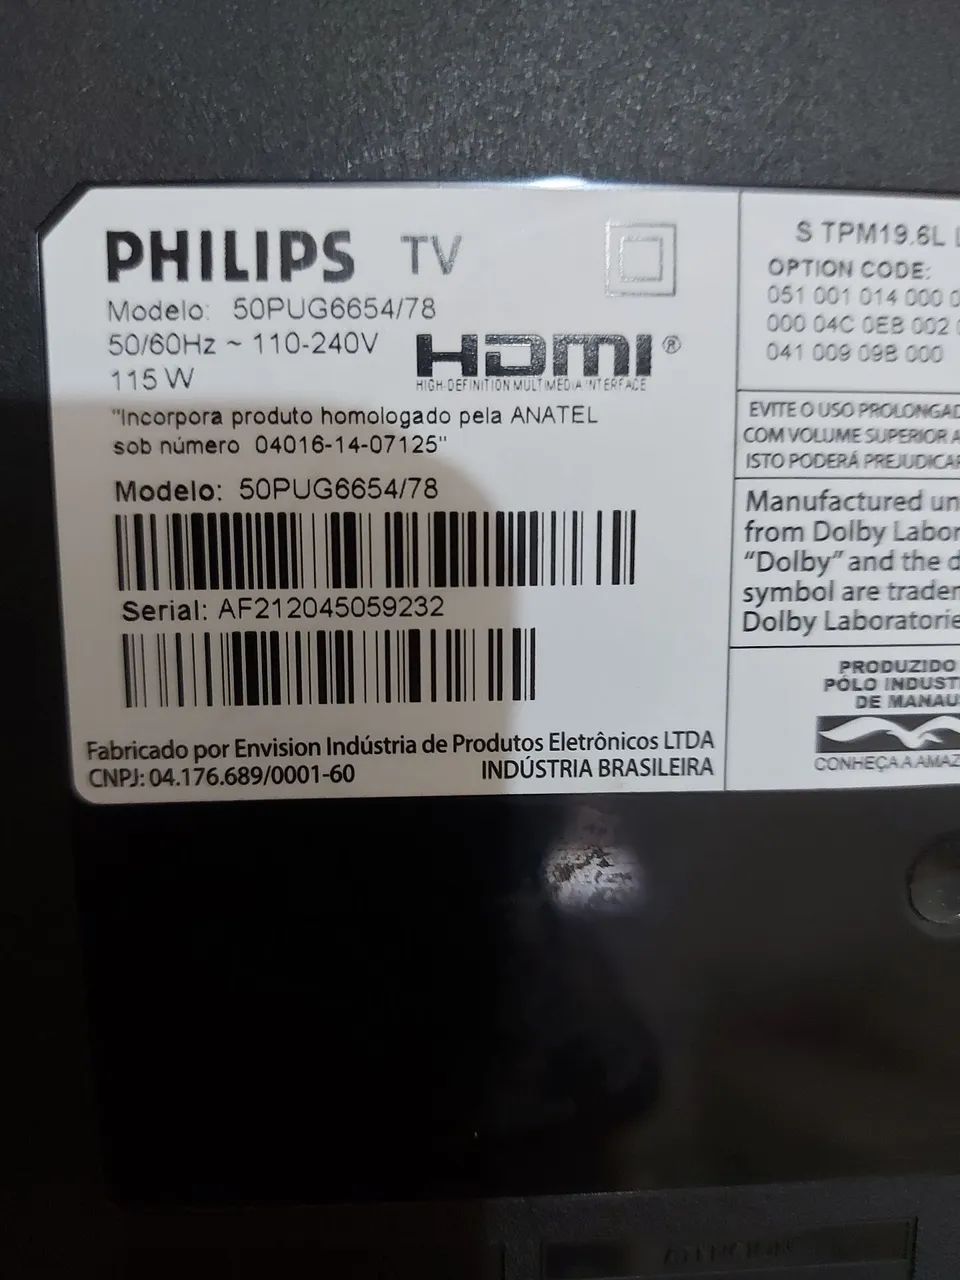 PHILIPS TV
Modelo: 50PUG6654/78
50/60Hz ~ 110-240V
115 W
HDMI®
HIGH-DEFINITION MULTIMEDIA INTERFACE
"Incorpora produto homologado pela ANATEL
sob número 04016-14-07125"
Modelo: 50PUG6654/78
Serial: AF212045059232
Fabricado por Envision Indústria de Produtos Eletrônicos LTDA
CNPJ: 04.176.689/0001-60
INDÚSTRIA BRASILEIRA
S TPM19.6L
OPTION CODE:
051 001 014 000
000 04C 0EB 002
041 009 09B 000
EVITE O USO PROLONGAD
COM VOLUME SUPERIOR A
ISTO PODERÁ PREJUDICAR
Manufactured un
from Dolby Labor
“Dolby” and the d
symbol are tradem
Dolby Laboratorie
PRODUZIDO
PÓLO INDUST
DE MANAUS
CONHEÇA A AMAZ